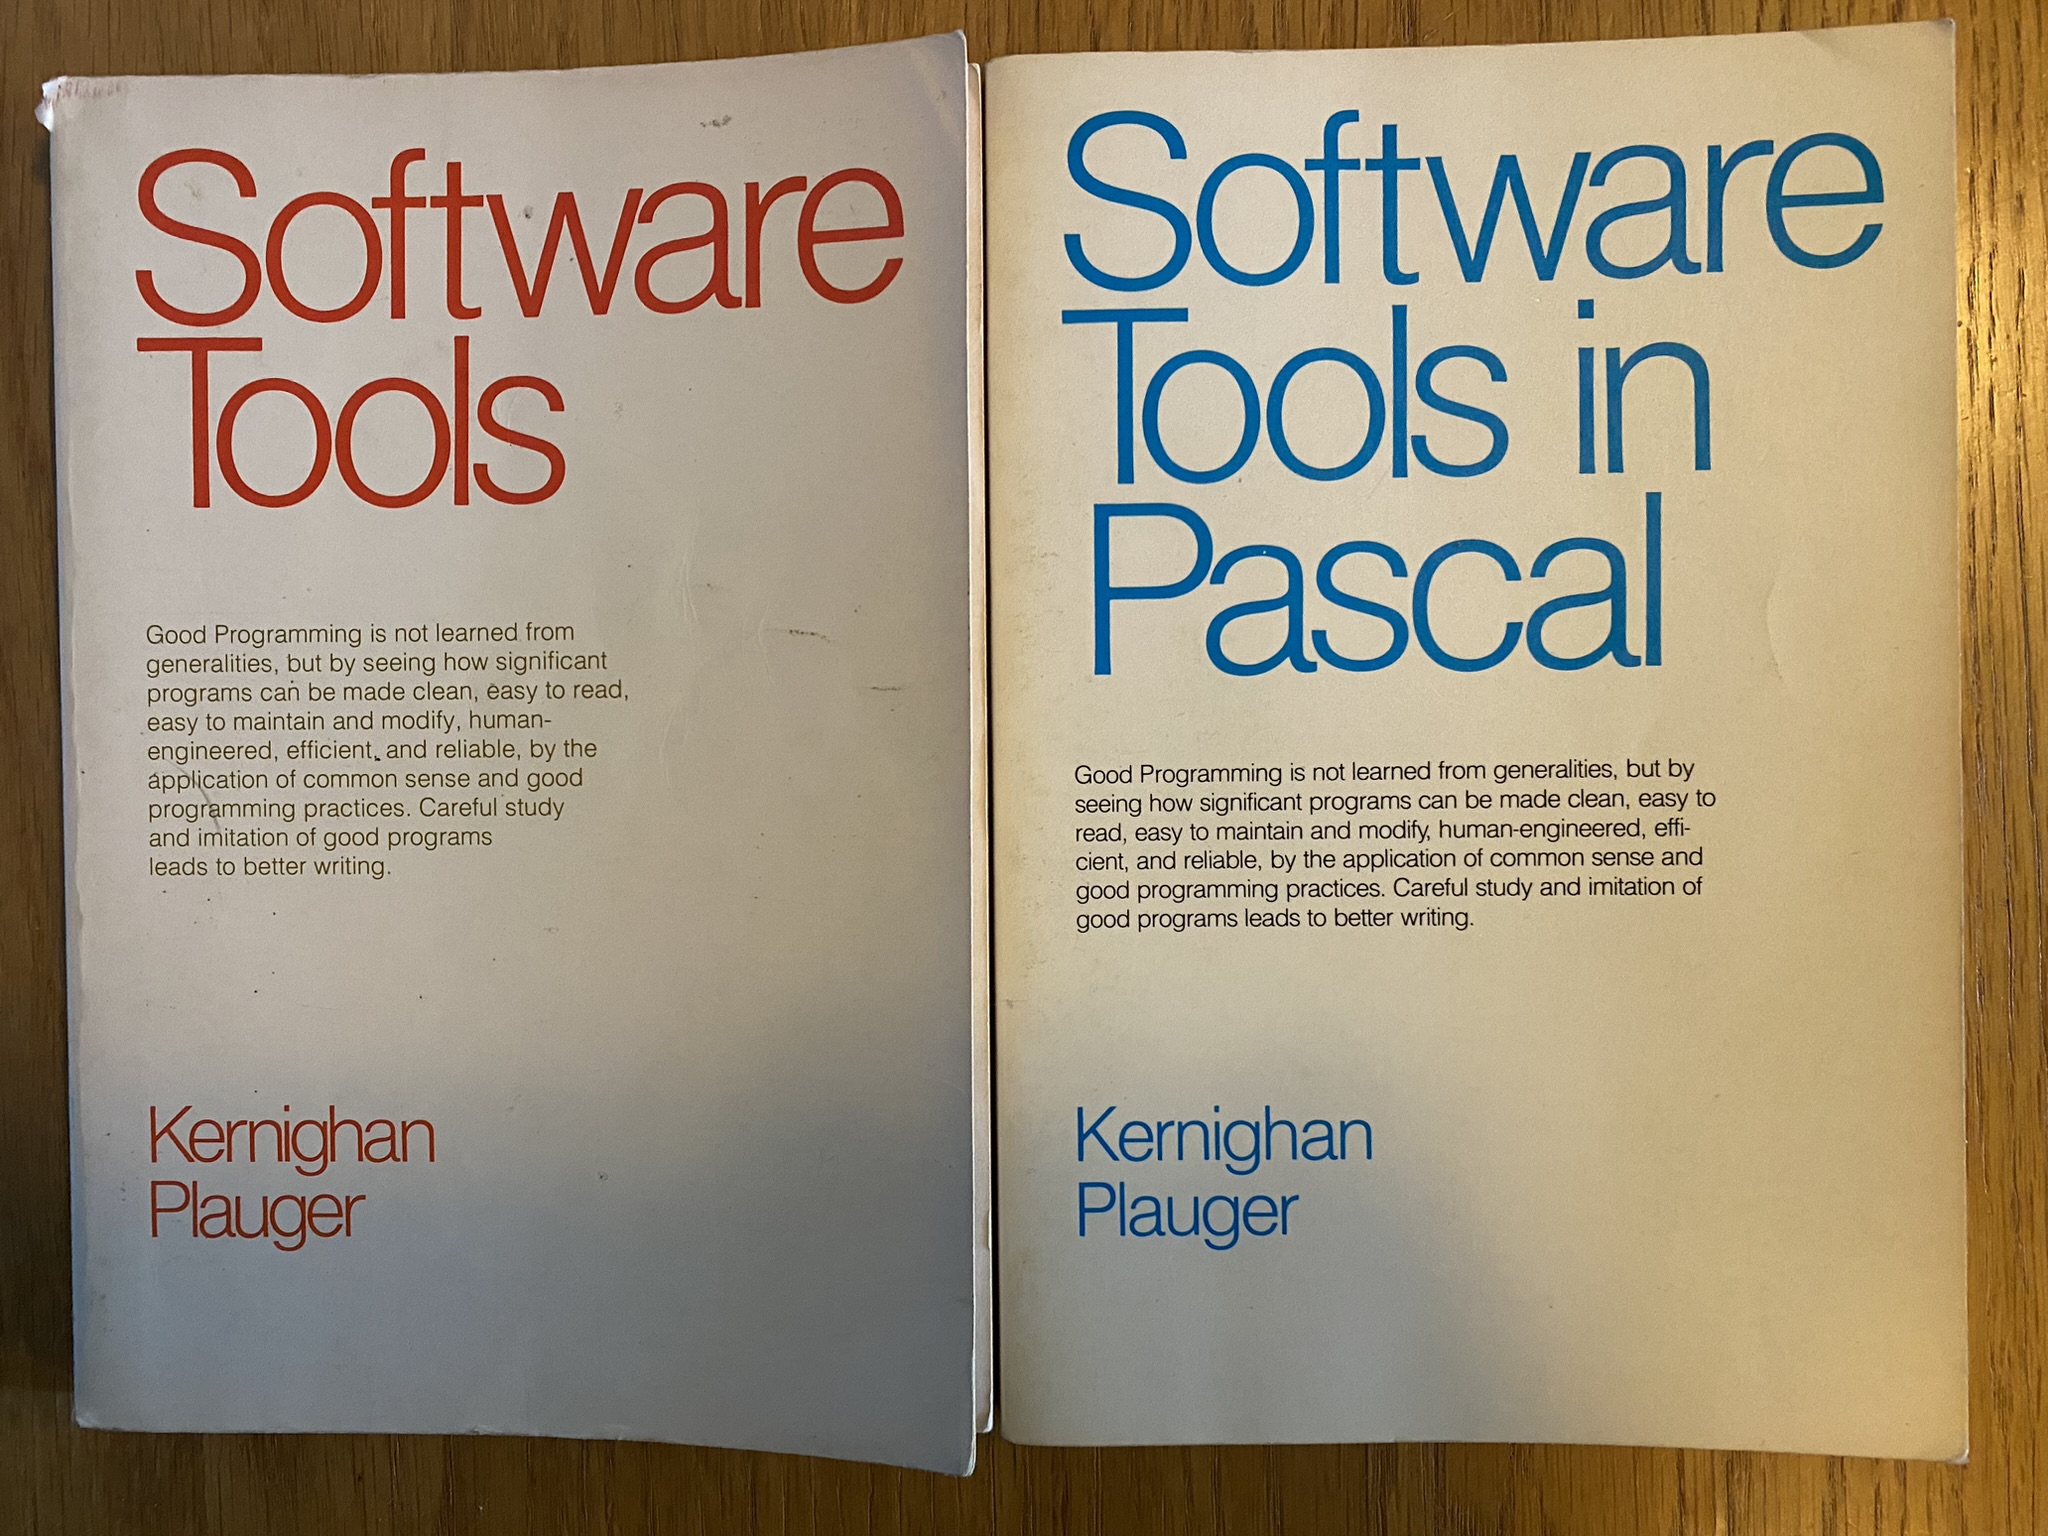 Software
Tools
Good Programming is not learned from
generalities, but by seeing how significant
programs can be made clean, easy to read,
easy to maintain and modify, human-
engineered, efficient, and reliable, by the
application of common sense and good
programming practices. Careful study
and imitation of good programs
leads to better writing.
Kernighan
Plauger
Software
Tools in
Pascal
Good Programming is not learned from generalities, but by
seeing how significant programs can be made clean, easy to
read, easy to maintain and modify, human-engineered, effi-
cient, and reliable, by the application of common sense and
good programming practices. Careful study and imitation of
good programs leads to better writing.
Kernighan
Plauger